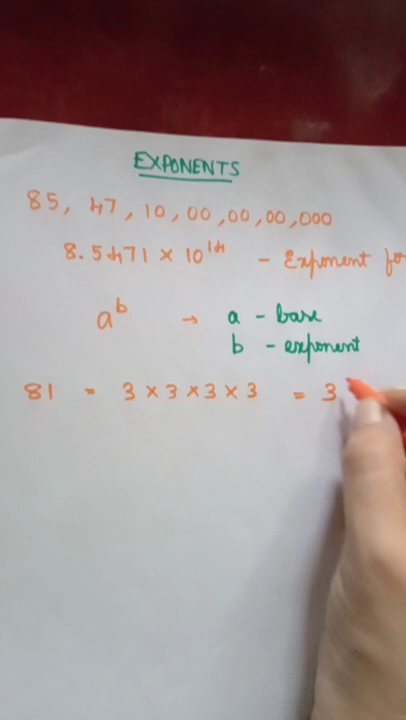 EXPONENTS
85, 47, 10, 00, 00, 00, 000
8.5471 × 10¹⁴ - Exponent fo
aᵇ → a - base
b - exponent
81 = 3 × 3 × 3 × 3 = 3